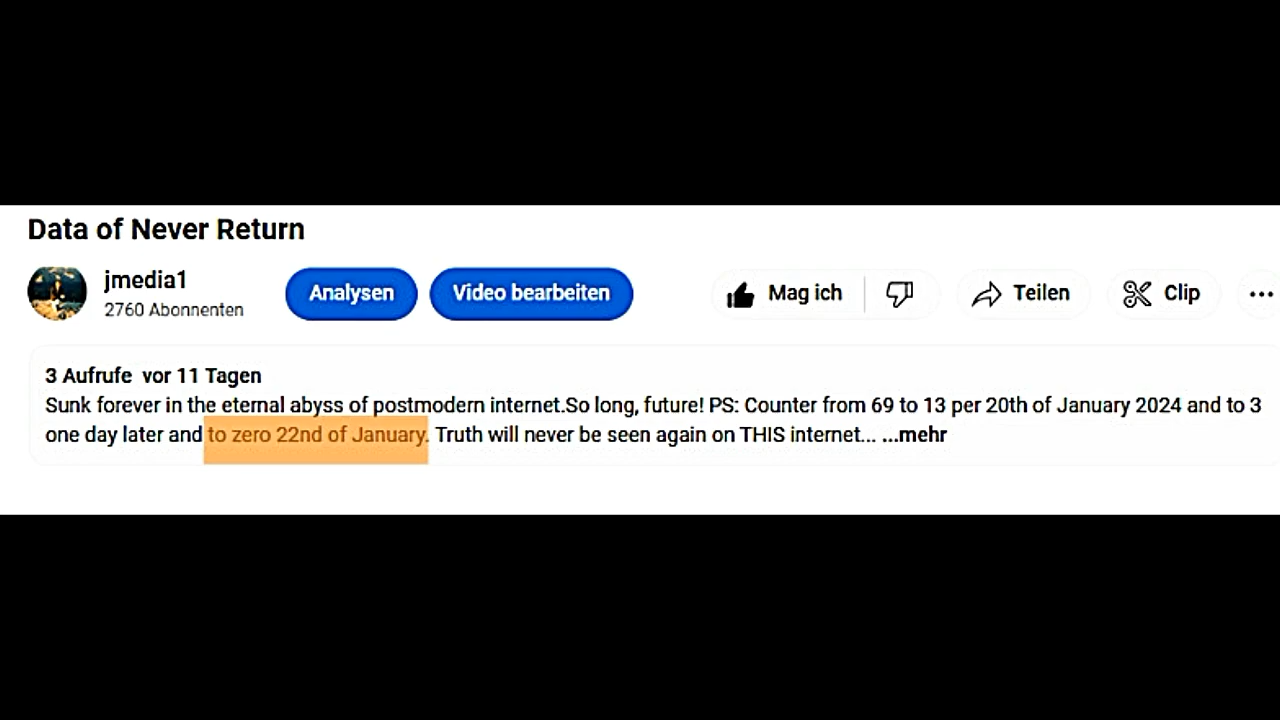 Data of Never Return
jmedia1
2760 Abonnenten
Analysen
Video bearbeiten
Mag ich
Teilen
Clip
3 Aufrufe vor 11 Tagen
Sunk forever in the eternal abyss of postmodern internet.So long, future! PS: Counter from 69 to 13 per 20th of January 2024 and to 3
one day later and to zero 22nd of January. Truth will never be seen again on THIS internet... ...mehr